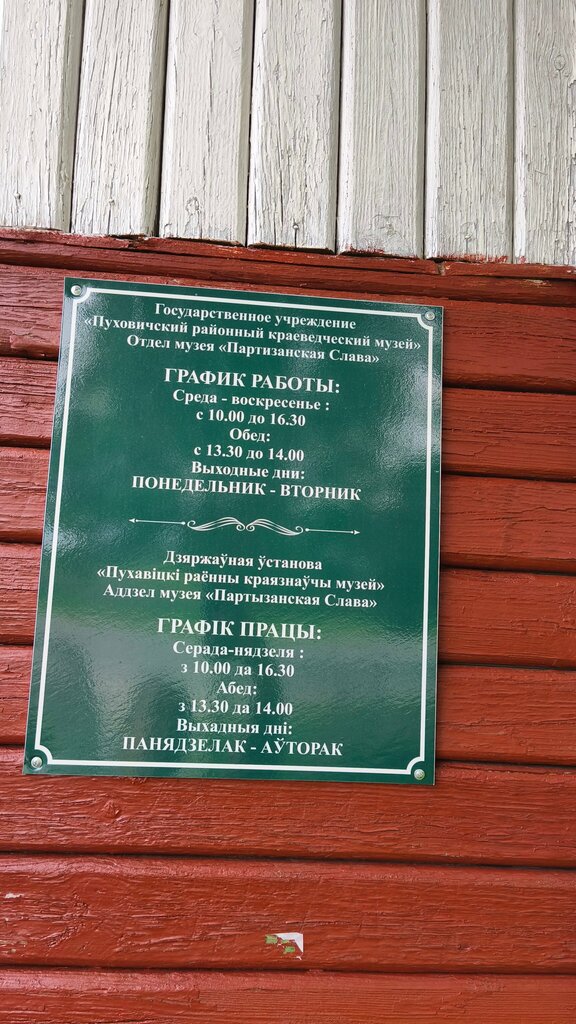 Государственное учреждение
«Пуховичский районный краеведческий музей»
Отдел музея «Партизанская Слава»
ГРАФИК РАБОТЫ:
Среда - воскресенье :
с 10.00 до 16.30
Обед:
с 13.30 до 14.00
Выходные дни:
ПОНЕДЕЛЬНИК - ВТОРНИК
Дзяржаўная ўстанова
«Пухавіцкі раённы краязнаўчы музей»
Аддзел музея «Партызанская Слава»
ГРАФІК ПРАЦЫ:
Серада-нядзеля :
з 10.00 да 16.30
Абед:
з 13.30 да 14.00
Выхадныя дні:
ПАНЯДЗЕЛАК - АЎТОРАК